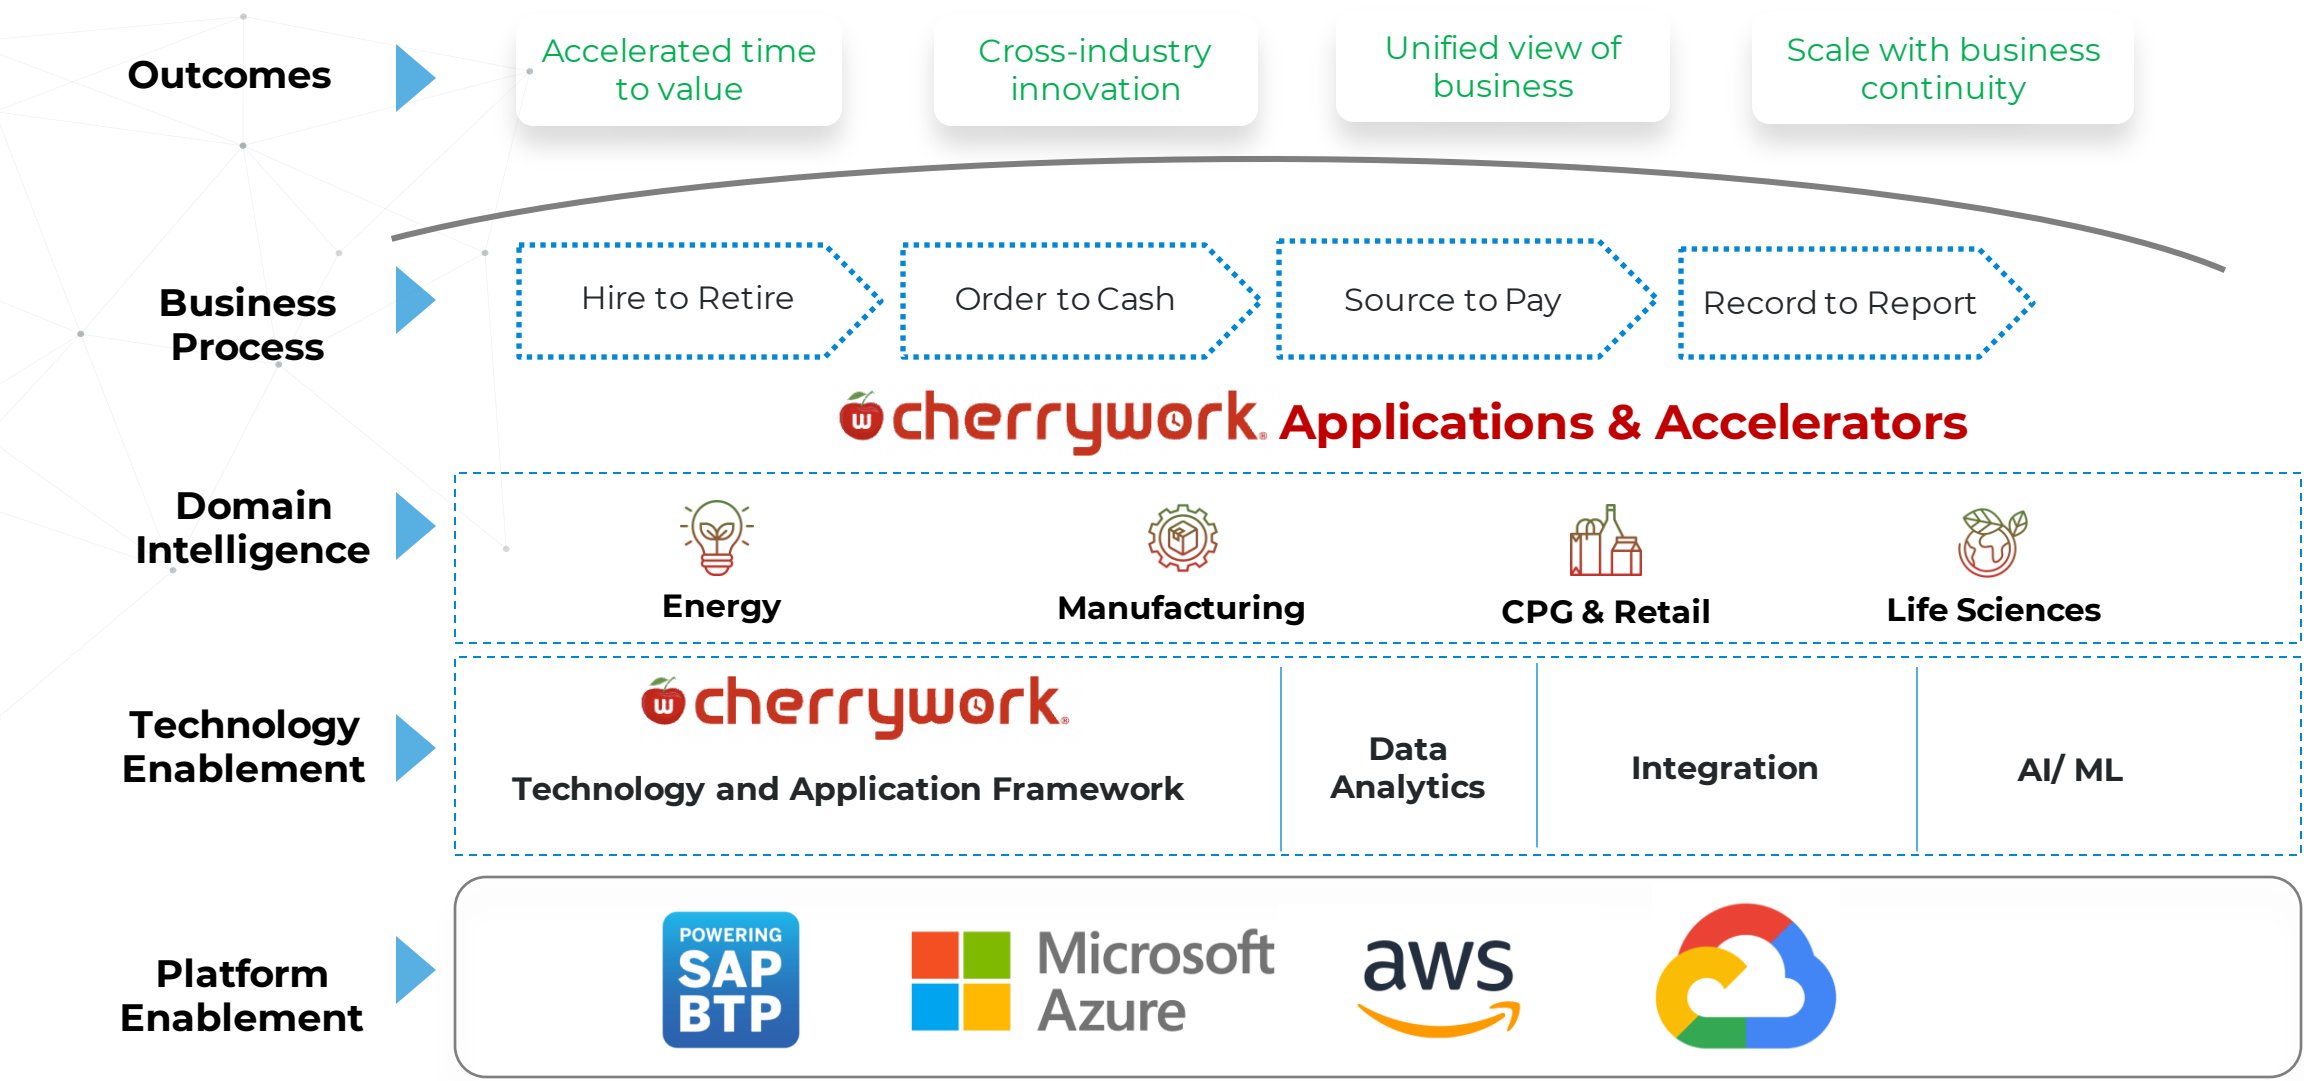 Outcomes
Accelerated time
to value
Cross-industry
innovation
Unified view of
business
Scale with business
continuity
Business
Process
Hire to Retire
Order to Cash
Source to Pay
Record to Report
w cherrywork® Applications & Accelerators
Domain
Intelligence
Energy
Manufacturing
CPG & Retail
Life Sciences
Technology
Enablement
w cherrywork®
Technology and Application Framework
Data
Analytics
Integration
AI/ ML
Platform
Enablement
POWERING
SAP
BTP
Microsoft
Azure
aws